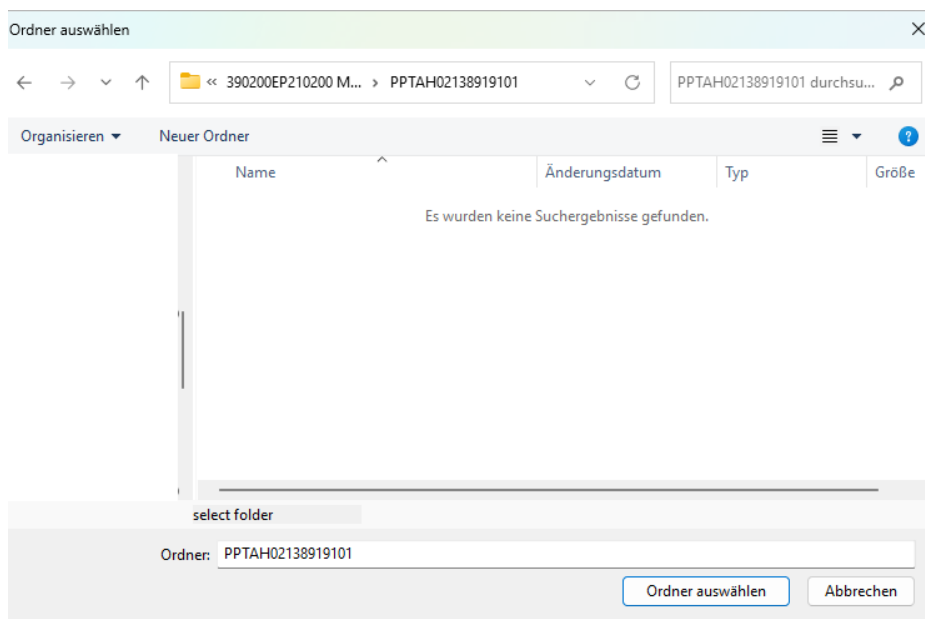 Ordner auswählen
« 390200EP210200 M... > PPTAH02138919101
PPTAH02138919101 durchsu...
Organisieren Neuer Ordner
Name Änderungsdatum Typ Größe
Es wurden keine Suchergebnisse gefunden.
select folder
Ordner: PPTAH02138919101
Ordner auswählen Abbrechen